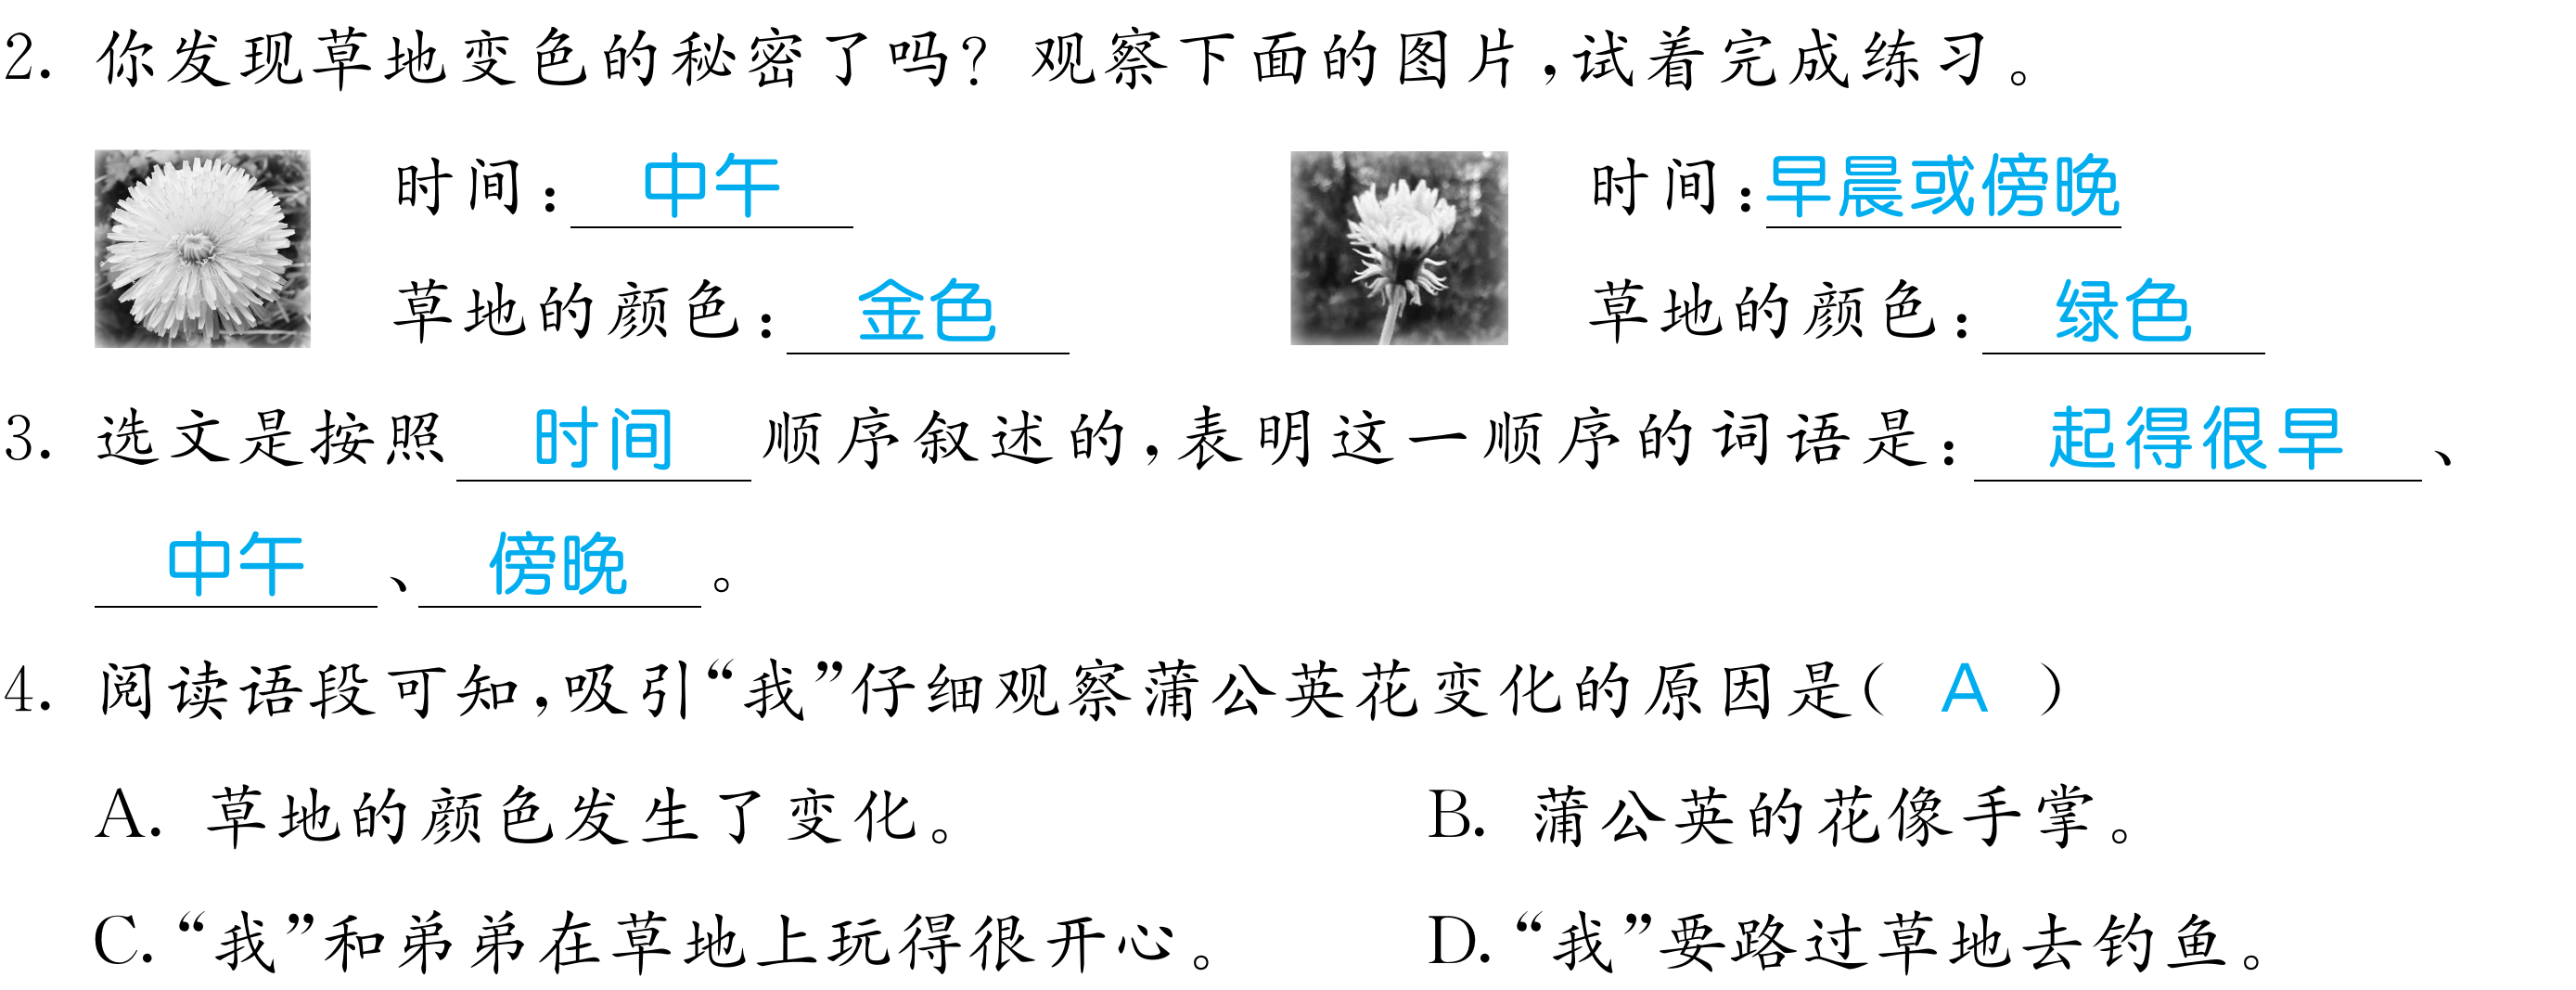 2. 你发现草地变色的秘密了吗？观察下面的图片,试着完成练习。
时间：中午 时间：早晨或傍晚
草地的颜色：金色 草地的颜色：绿色
3. 选文是按照 时间 顺序叙述的,表明这一顺序的词语是：起得很早、
中午、傍晚。
4. 阅读语段可知,吸引“我”仔细观察蒲公英花变化的原因是( A )
A. 草地的颜色发生了变化。 B. 蒲公英的花像手掌。
C. “我”和弟弟在草地上玩得很开心。 D. “我”要路过草地去钓鱼。